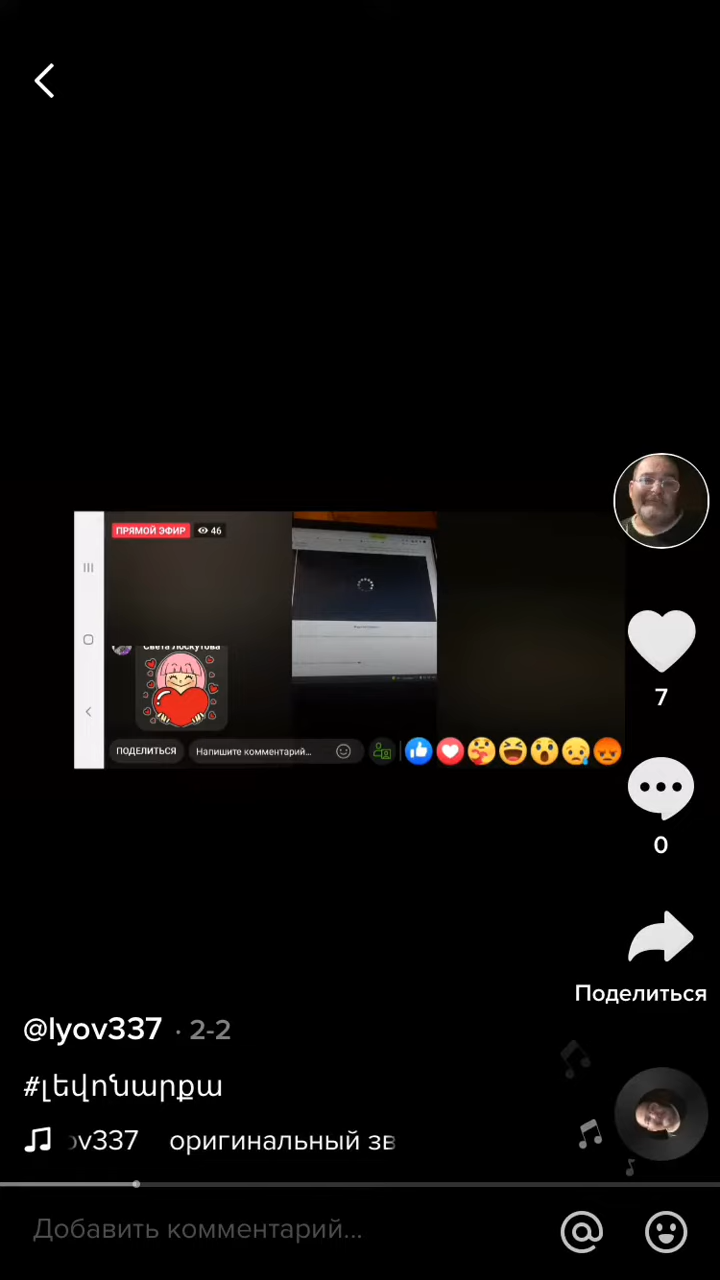 ПРЯМОЙ ЭФИР 46
Света Лоскутова
ПОДЕЛИТЬСЯ Напишите комментарий...
7
0
Поделиться
@lyov337 · 2-2
#լեվոնարքա
ov337 оригинальный зв
Добавить комментарий...